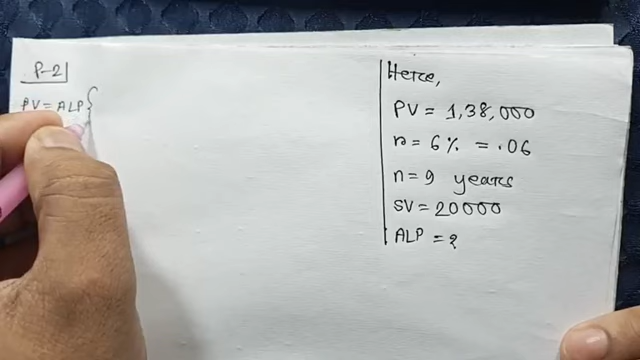 P-2
PV = ALP {
Here,
PV = 1,38,000
r = 6% = .06
n = 9 years
SV = 20000
ALP = ?